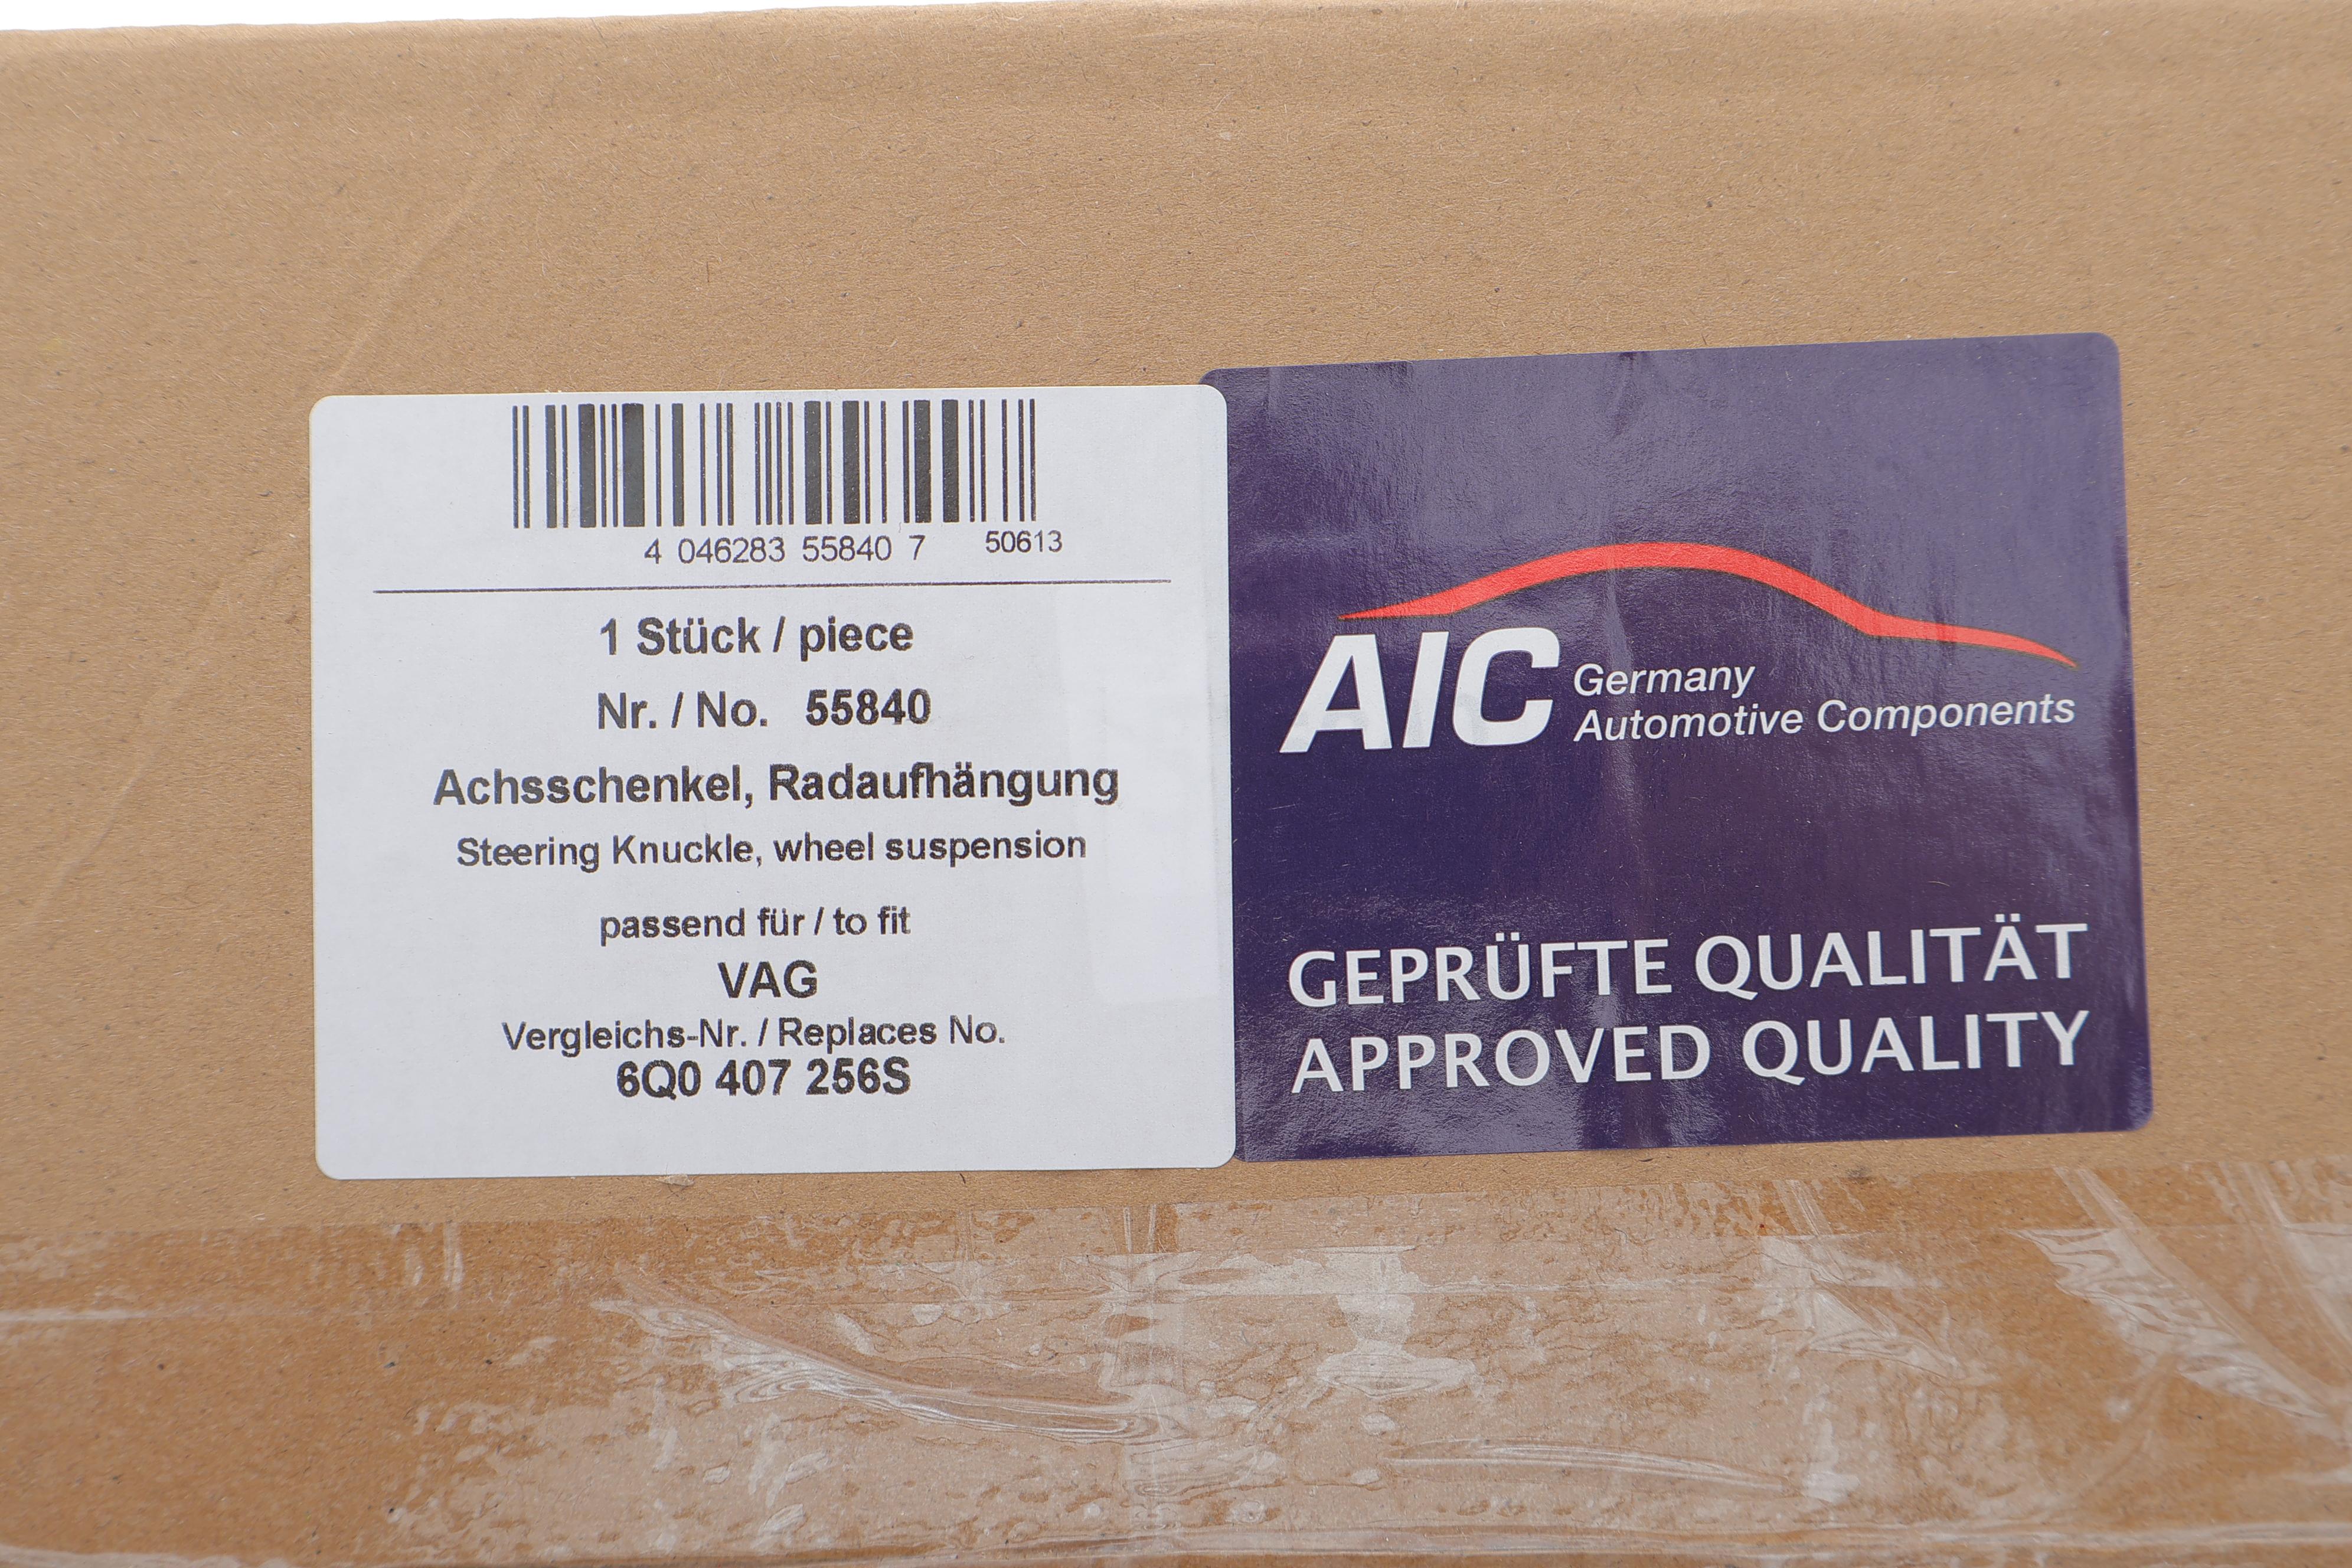 4 046283 55840 7 50613
1 Stück / piece
Nr. / No. 55840
Achsschenkel, Radaufhängung
Steering Knuckle, wheel suspension
passend für / to fit
VAG
Vergleichs-Nr. / Replaces No.
6Q0 407 256S
AIC Germany
Automotive Components
GEPRÜFTE QUALITÄT
APPROVED QUALITY